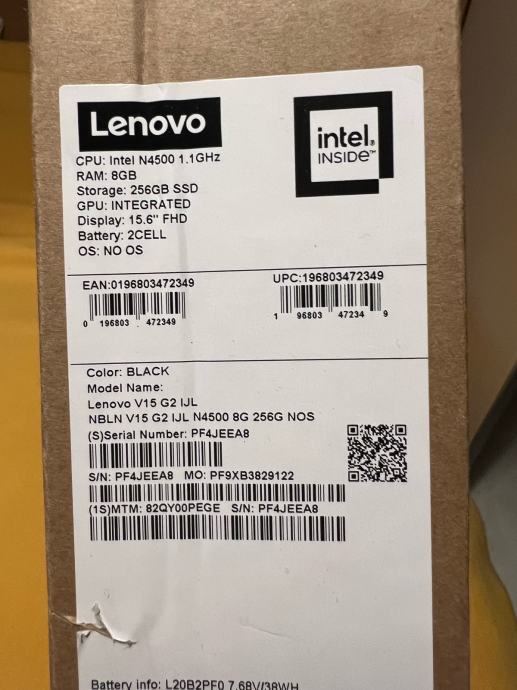 Lenovo
intel.
INSIDE™
CPU: Intel N4500 1.1GHz
RAM: 8GB
Storage: 256GB SSD
GPU: INTEGRATED
Display: 15.6" FHD
Battery: 2CELL
OS: NO OS
EAN:0196803472349
UPC:196803472349
0 196803 472349
1 96803 47234 9
Color: BLACK
Model Name:
Lenovo V15 G2 IJL
NBLN V15 G2 IJL N4500 8G 256G NOS
(S)Serial Number: PF4JEEA8
S/N: PF4JEEA8 MO: PF9XB3829122
(1S)MTM: 82QY00PEGE S/N: PF4JEEA8
Battery info: L20B2PF0 7.68V/38WH